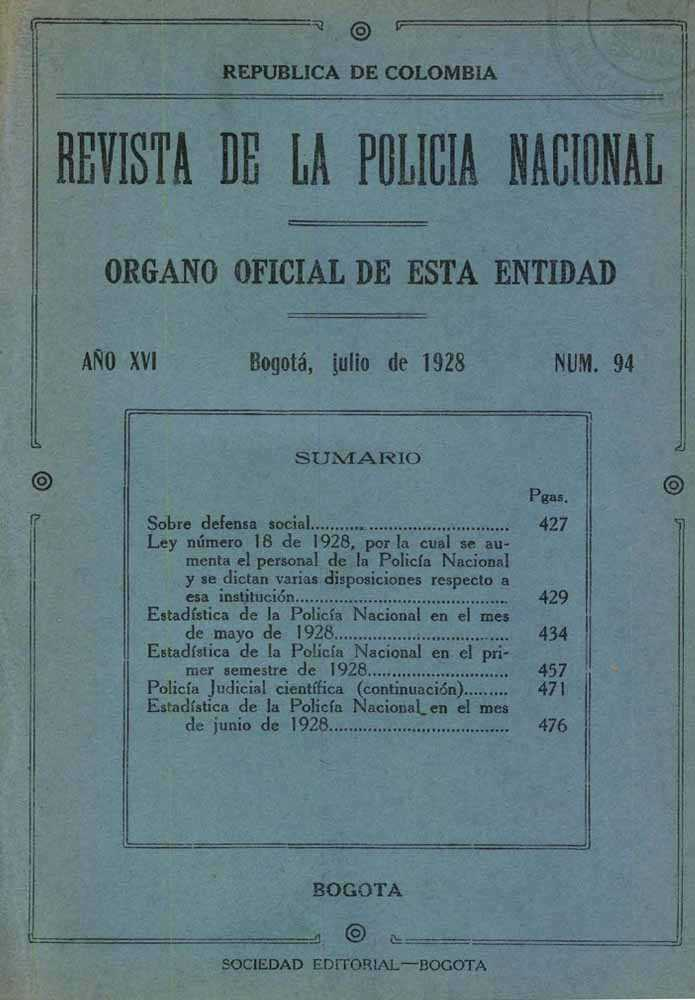 REPUBLICA DE COLOMBIA
REVISTA DE LA POLICIA NACIONAL
ORGANO OFICIAL DE ESTA ENTIDAD
AÑO XVI Bogotá, julio de 1928 NUM. 94
SUMARIO
Pgas.
Sobre defensa social.................................................. 427
Ley número 18 de 1928, por la cual se au-
menta el personal de la Policía Nacional
y se dictan varias disposiciones respecto a
esa institución.................................................. 429
Estadística de la Policía Nacional en el mes
de mayo de 1928........................................ 434
Estadística de la Policía Nacional en el pri-
mer semestre de 1928................................ 457
Policía Judicial científica (continuación)......... 471
Estadística de la Policía Nacional en el mes
de junio de 1928........................................ 476
BOGOTA
SOCIEDAD EDITORIAL—BOGOTA